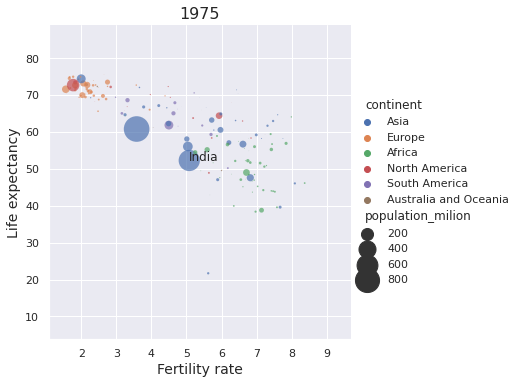 1975
Life expectancy
80
70
60
50
40
30
20
10
India
2 3 4 5 6 7 8 9
Fertility rate
continent
Asia
Europe
Africa
North America
South America
Australia and Oceania
population_milion
200
400
600
800